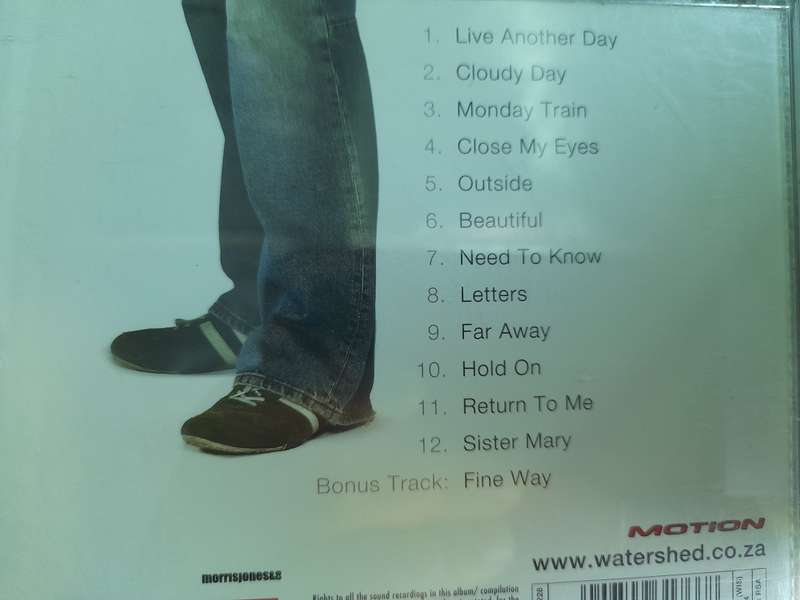 1. Live Another Day
2. Cloudy Day
3. Monday Train
4. Close My Eyes
5. Outside
6. Beautiful
7. Need To Know
8. Letters
9. Far Away
10. Hold On
11. Return To Me
12. Sister Mary
Bonus Track: Fine Way
MOTION
www.watershed.co.za
morrisjones&
Rights to all the sound recordings in this album/ compilation